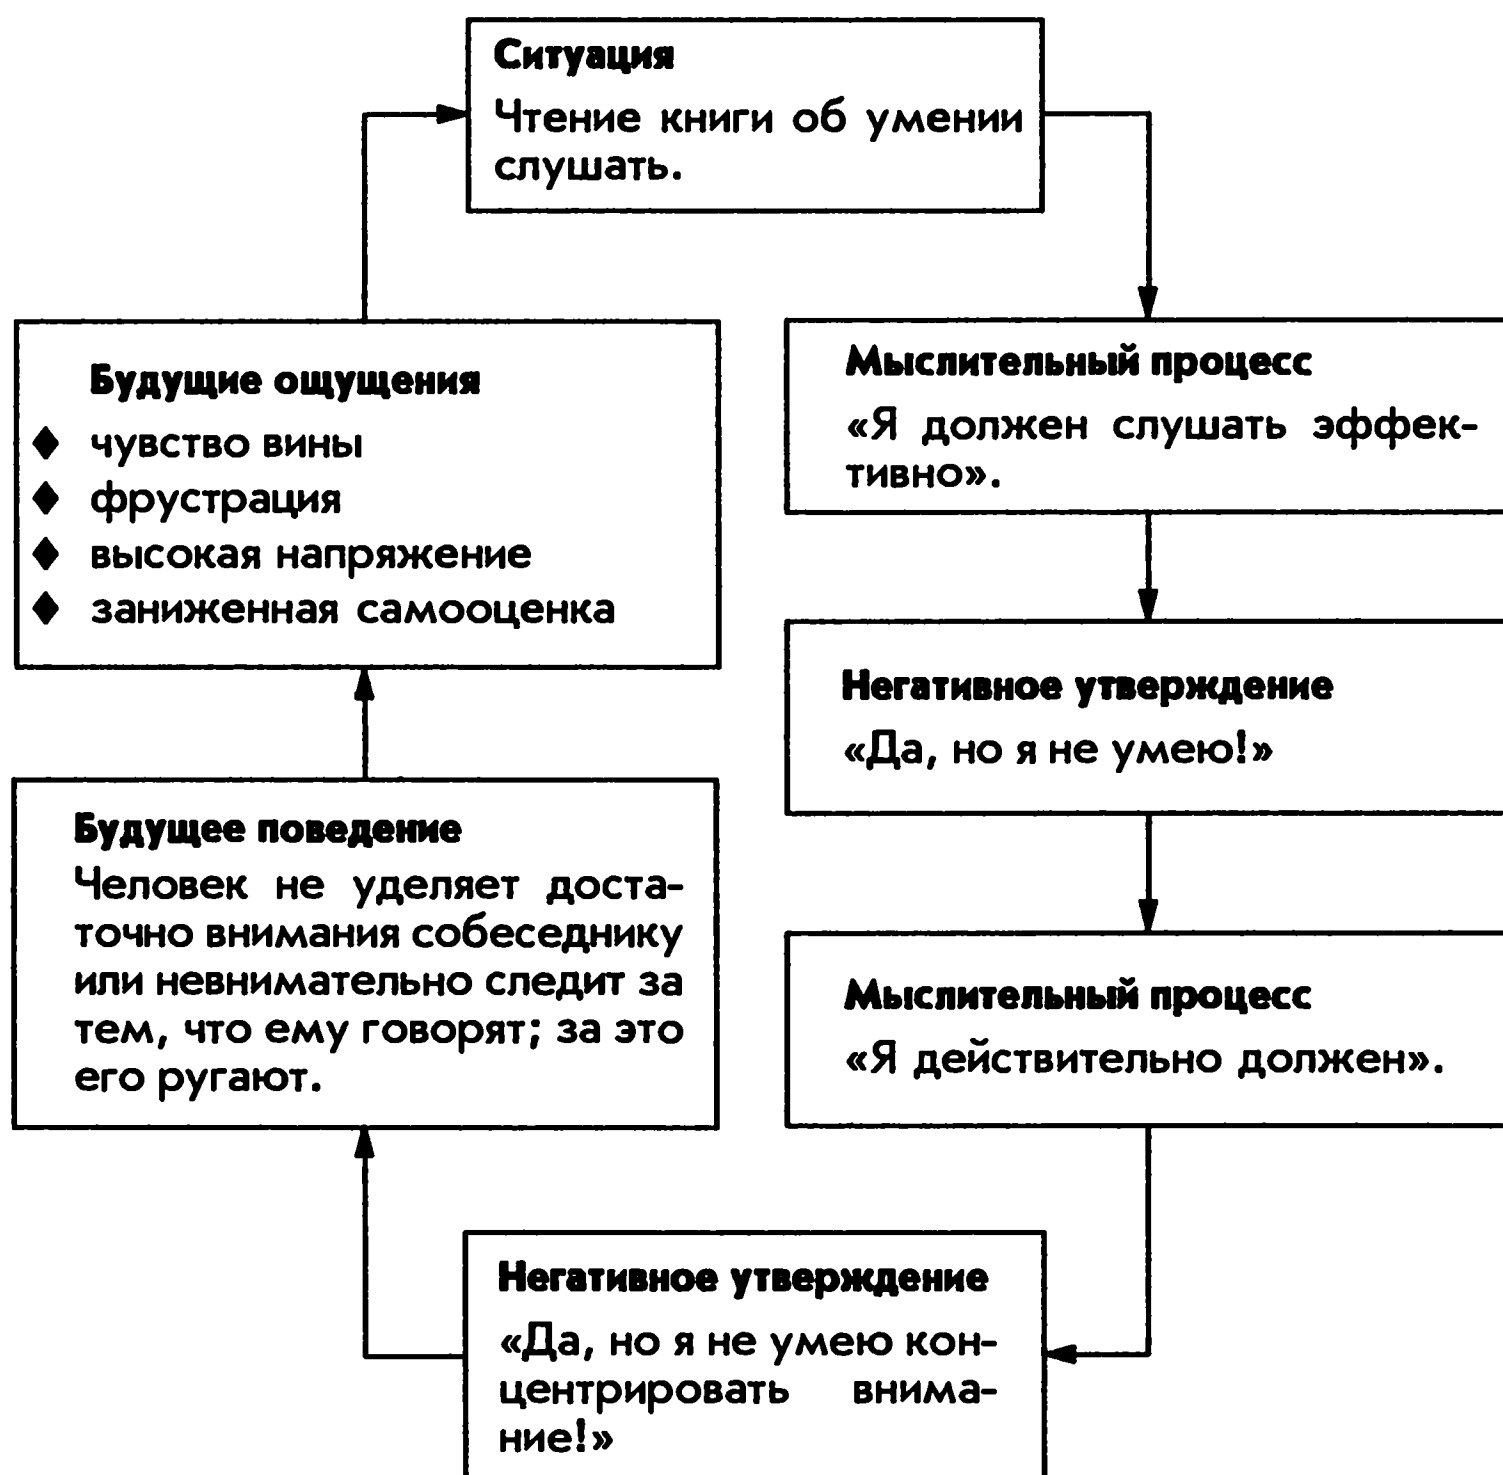 Ситуация
Чтение книги об умении
слушать.
Мыслительный процесс
«Я должен слушать эффек-
тивно».
Негативное утверждение
«Да, но я не умею!»
Мыслительный процесс
«Я действительно должен».
Негативное утверждение
«Да, но я не умею кон-
центрировать внима-
ние!»
Будущее поведение
Человек не уделяет доста-
точно внимания собеседнику
или невнимательно следит за
тем, что ему говорят; за это
его ругают.
Будущие ощущения
♦ чувство вины
♦ фрустрация
♦ высокая напряжение
♦ заниженная самооценка